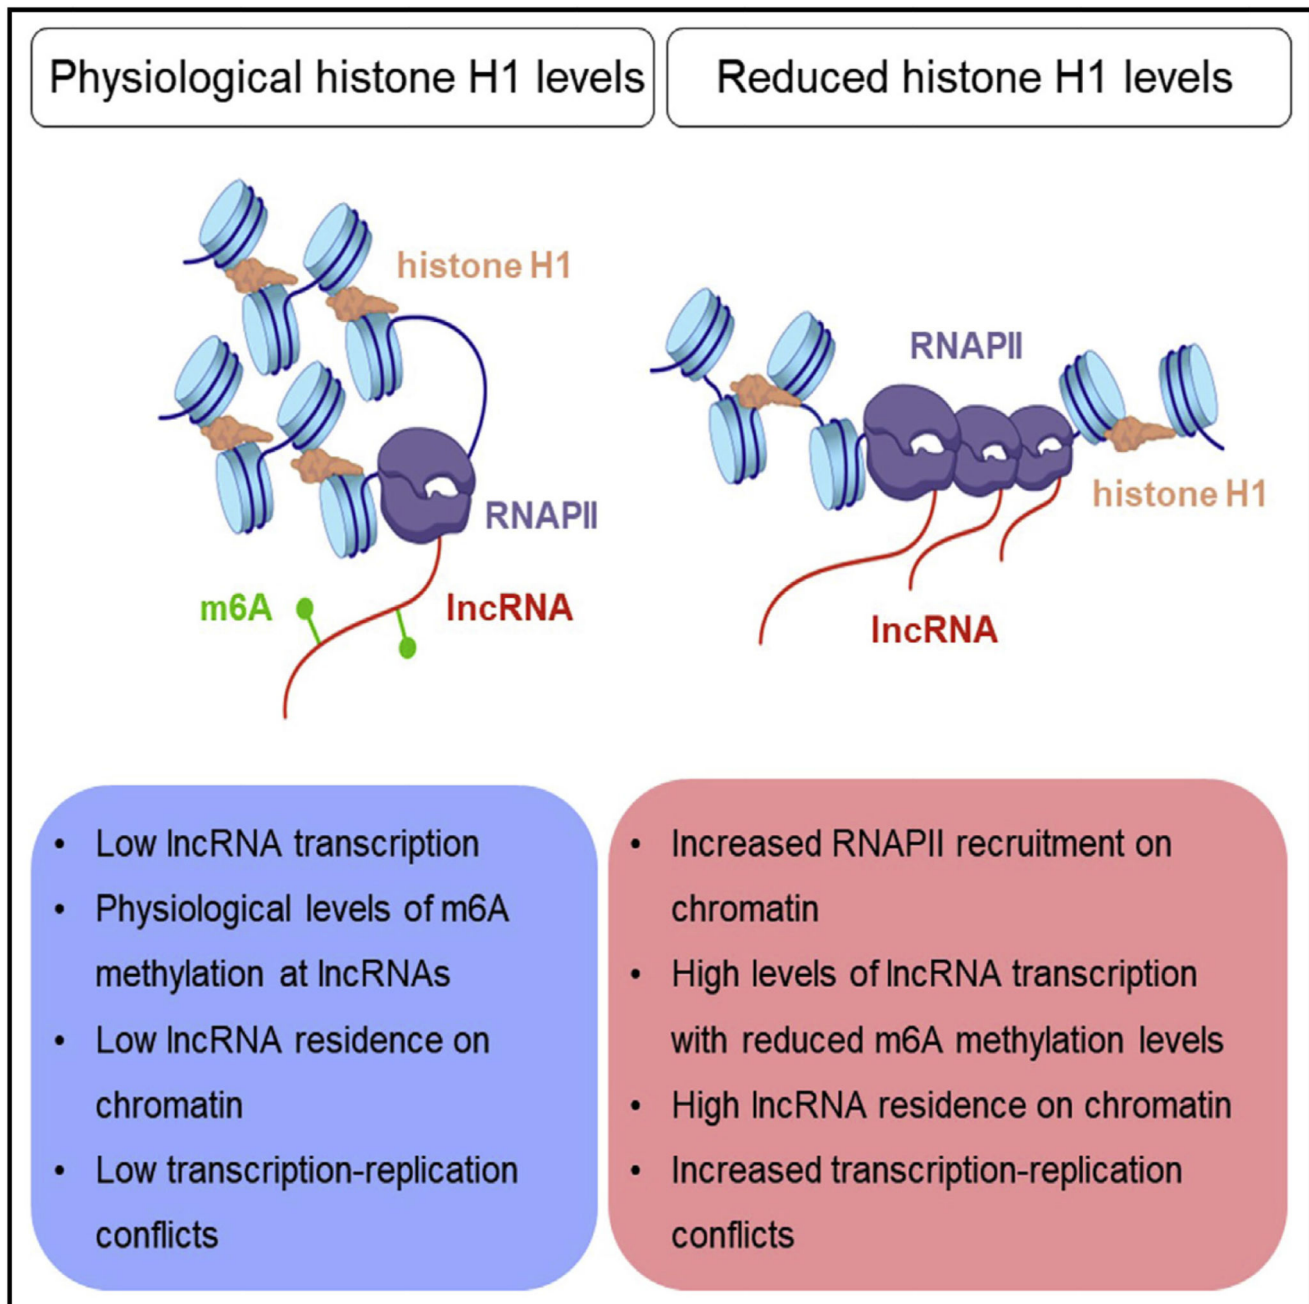 Physiological histone H1 levels
Reduced histone H1 levels
histone H1
RNAPII
m6A
lncRNA
RNAPII
histone H1
lncRNA
• Low lncRNA transcription
• Physiological levels of m6A
methylation at lncRNAs
• Low lncRNA residence on
chromatin
• Low transcription-replication
conflicts
• Increased RNAPII recruitment on
chromatin
• High levels of lncRNA transcription
with reduced m6A methylation levels
• High lncRNA residence on chromatin
• Increased transcription-replication
conflicts